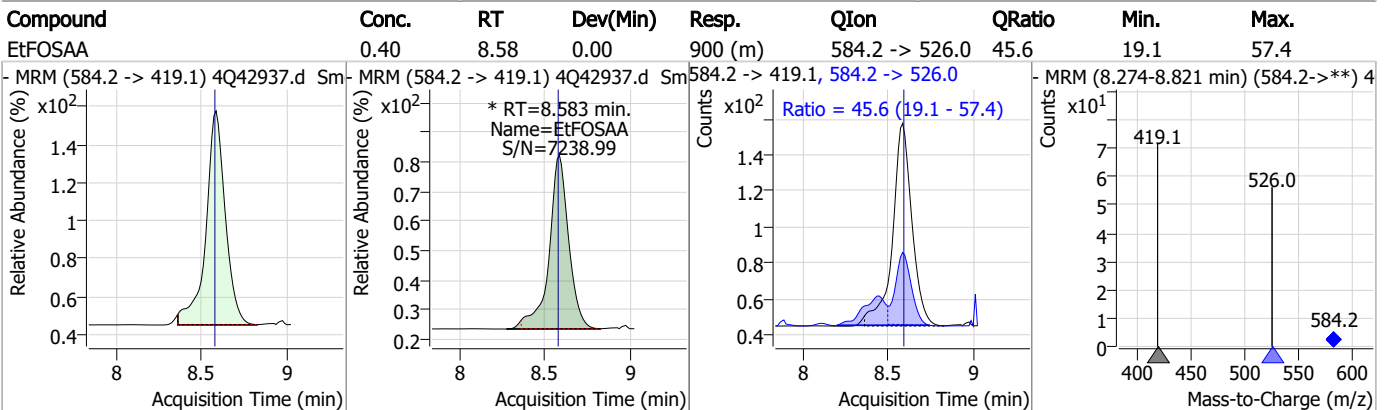 Compound Conc. RT Dev(Min) Resp. QIon QRatio Min. Max.
EtFOSAA 0.40 8.58 0.00 900 (m) 584.2 -> 526.0 45.6 19.1 57.4
- MRM (584.2 -> 419.1) 4Q42937.d Sm
Relative Abundance (%)
x10²
1.4
1.2
1
0.8
0.6
0.4
8 8.5 9
Acquisition Time (min)
- MRM (584.2 -> 419.1) 4Q42937.d Sm
Relative Abundance (%)
x10²
* RT=8.583 min.
Name=EtFOSAA
S/N=7238.99
0.8
0.7
0.6
0.5
0.4
0.3
0.2
8 8.5 9
Acquisition Time (min)
584.2 -> 419.1, 584.2 -> 526.0
Counts
x10²
Ratio = 45.6 (19.1 - 57.4)
1.4
1.2
1
0.8
0.6
0.4
8 8.5 9
Acquisition Time (min)
- MRM (8.274-8.821 min) (584.2->**) 4
Counts
x10¹
419.1
526.0
584.2
7
6
5
4
3
2
1
0
400 450 500 550 600
Mass-to-Charge (m/z)